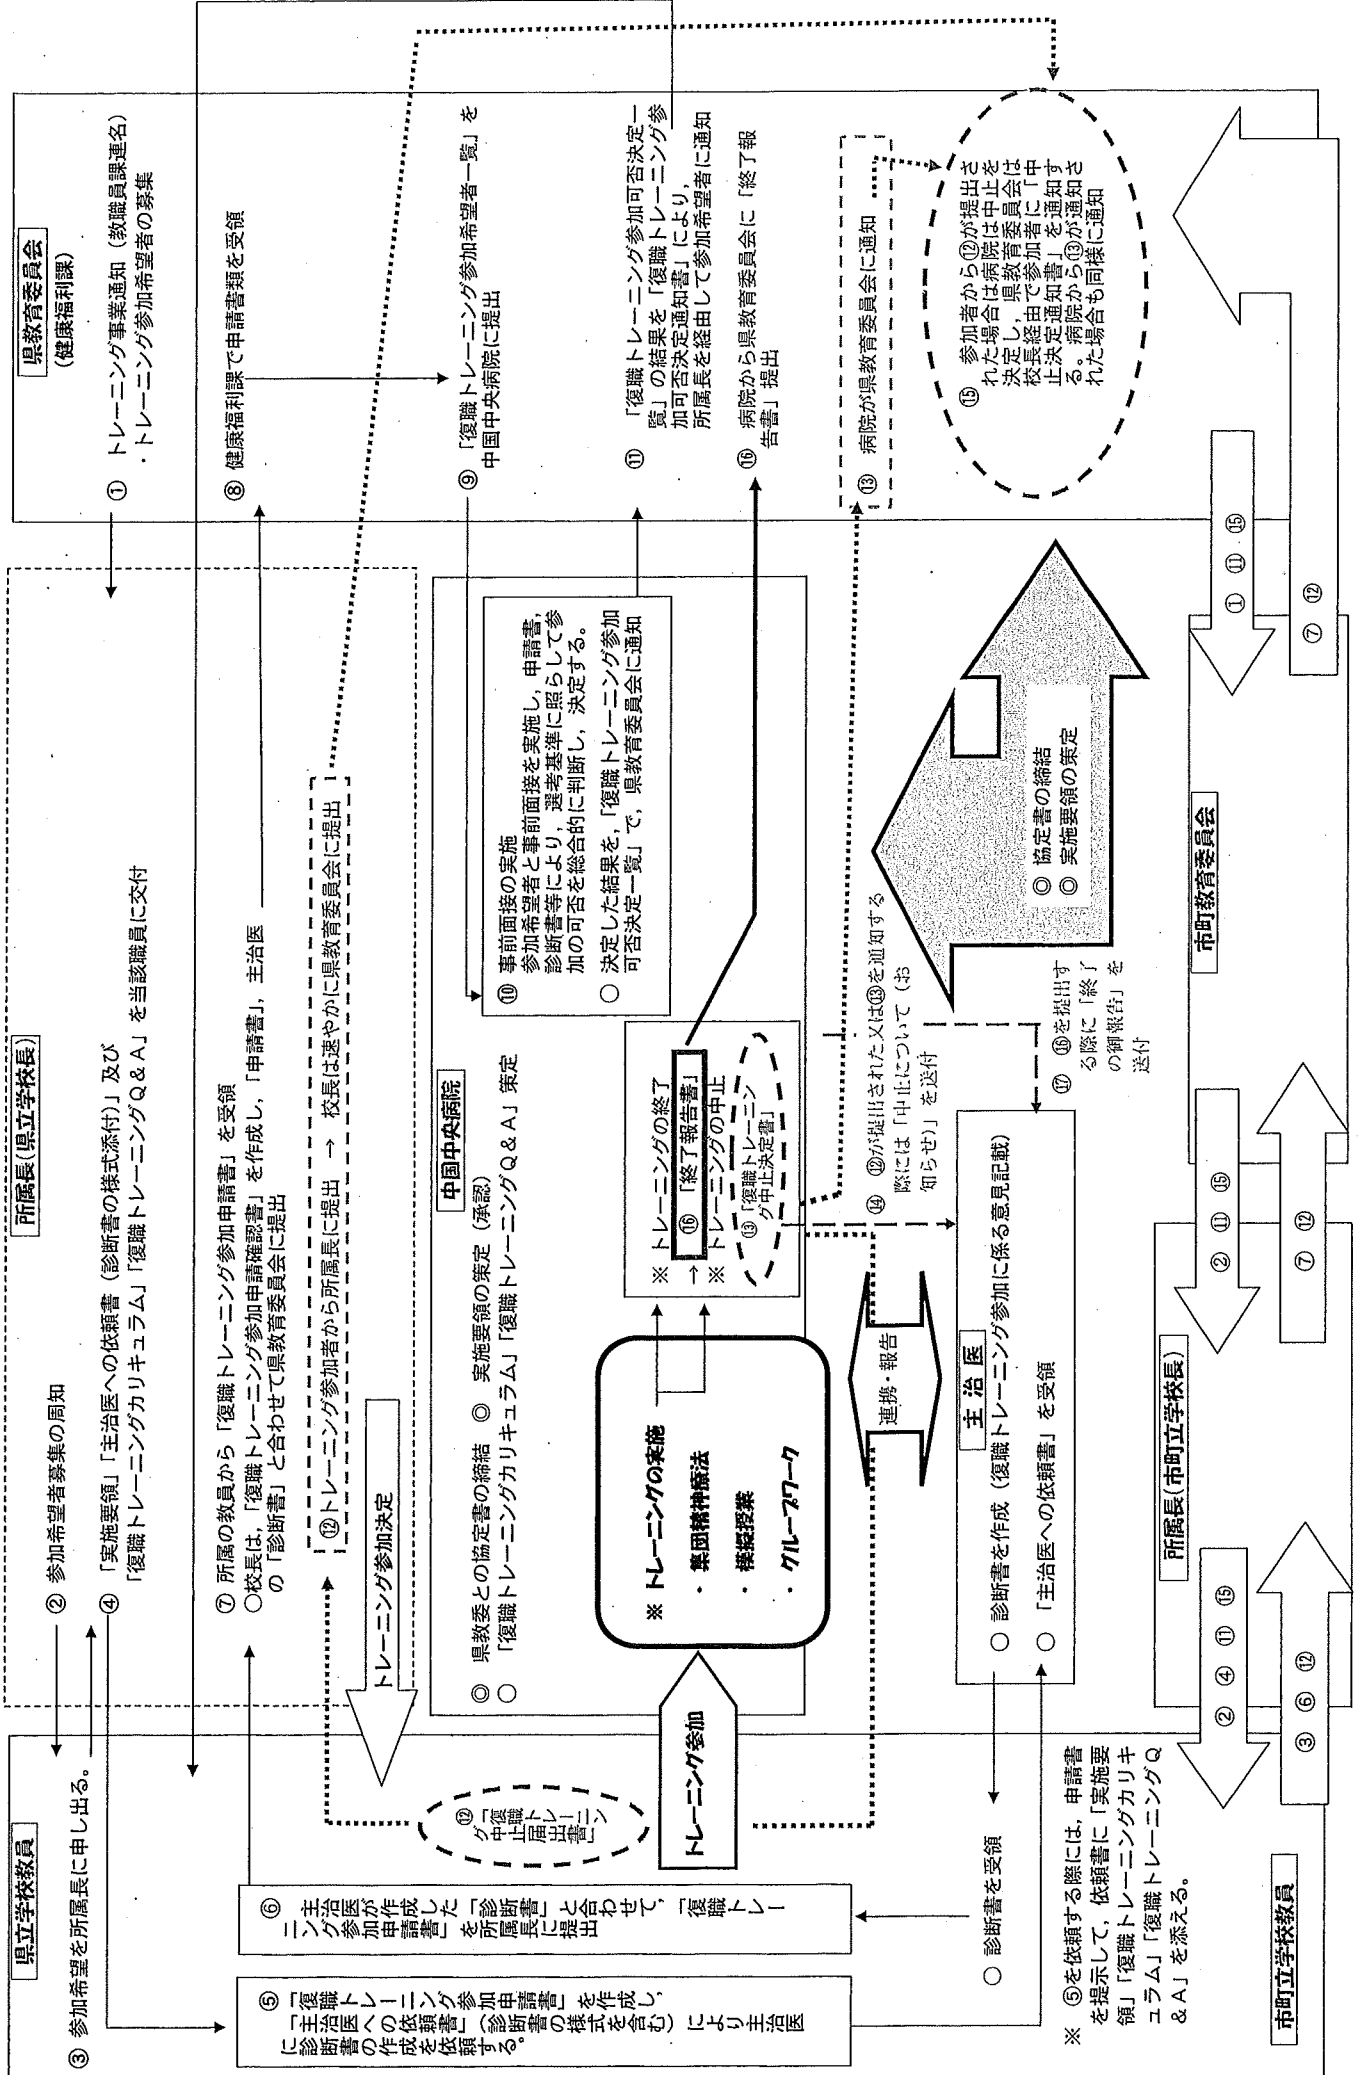 県立学校教員
③ 参加希望を所属長に申し出る。
⑤ 「復職トレーニング参加申請書」を作成し,
「主治医への依頼書」(診断書の様式を含む)により主治医
に診断書の作成を依頼する。
⑥ 主治医が作成した「診断書」と合わせて,「復職トレー
ニング参加申請書」を所属長に提出
⑫「復職トレーニン
グ中止届出書」
トレーニング参加
○ 診断書を受領
※ ⑤を依頼する際には, 申請書
を提示して, 依頼書に「実施要
領」「復職トレーニングカリキ
ュラム」「復職トレーニングQ
&A」を添える。
市町立学校教員
所属長(県立学校長)
② 参加希望者募集の周知
④ 「実施要領」「主治医への依頼書(診断書の様式添付)」及び
「復職トレーニングカリキュラム」「復職トレーニングQ&A」を当該職員に交付
⑦ 所属の教員から「復職トレーニング参加申請書」を受領
○校長は,「復職トレーニング参加申請確認書」を作成し,「申請書」, 主治医
の「診断書」と合わせて県教育委員会に提出
⑫トレーニング参加者から所属長に提出 → 校長は速やかに県教育委員会に提出
トレーニング参加決定
中国中央病院
◎ 県教委との協定書の締結 ◎ 実施要領の策定(承認)
○ 「復職トレーニングカリキュラム」「復職トレーニングQ&A」策定
⑩ 事前面接の実施
参加希望者と事前面接を実施し, 申請書,
診断書等により, 選考基準に照らして参
加の可否を総合的に判断し, 決定する。
○ 決定した結果を,「復職トレーニング参加
可否決定一覧」で, 県教育委員会に通知
※ トレーニングの実施
・ 集団精神療法
・ 模擬授業
・ グループワーク
※ トレーニングの終了
→ ⑯ 「終了報告書」
※ トレーニングの中止
⑬「復職トレーニン
グ中止決定書」
連携・報告
⑭ ⑫が提出された又は⑬を通知する
際には「中止について(お
知らせ)」を送付
主 治 医
○ 診断書を作成(復職トレーニング参加に係る意見記載)
○ 「主治医への依頼書」を受領
⑰ ⑯を提出す
る際に「終了
の御報告」を
送付
◎ 協定書の締結
◎ 実施要領の策定
所属長(市町立学校長)
② ④ ⑪ ⑮
③ ⑥ ⑫
② ⑪ ⑮
⑦ ⑫
市町教育委員会
① ⑪ ⑮
⑦ ⑫
県教育委員会
(健康福利課)
① トレーニング事業通知(教職員課連名)
・トレーニング参加希望者の募集
⑧ 健康福利課で申請書類を受領
⑨ 「復職トレーニング参加希望者一覧」を
中国中央病院に提出
⑪ 「復職トレーニング参加可否決定一
覧」の結果を「復職トレーニング参
加可否決定通知書」により,
所属長を経由して参加希望者に通知
⑯ 病院から県教育委員会に「終了報
告書」提出
⑬ 病院が県教育委員会に通知
⑮ 参加者から⑫が提出さ
れた場合は病院は中止を
決定し, 県教育委員会は
校長経由で参加者に「中
止決定通知書」を通知す
る。病院から⑬が通知さ
れた場合も同様に通知